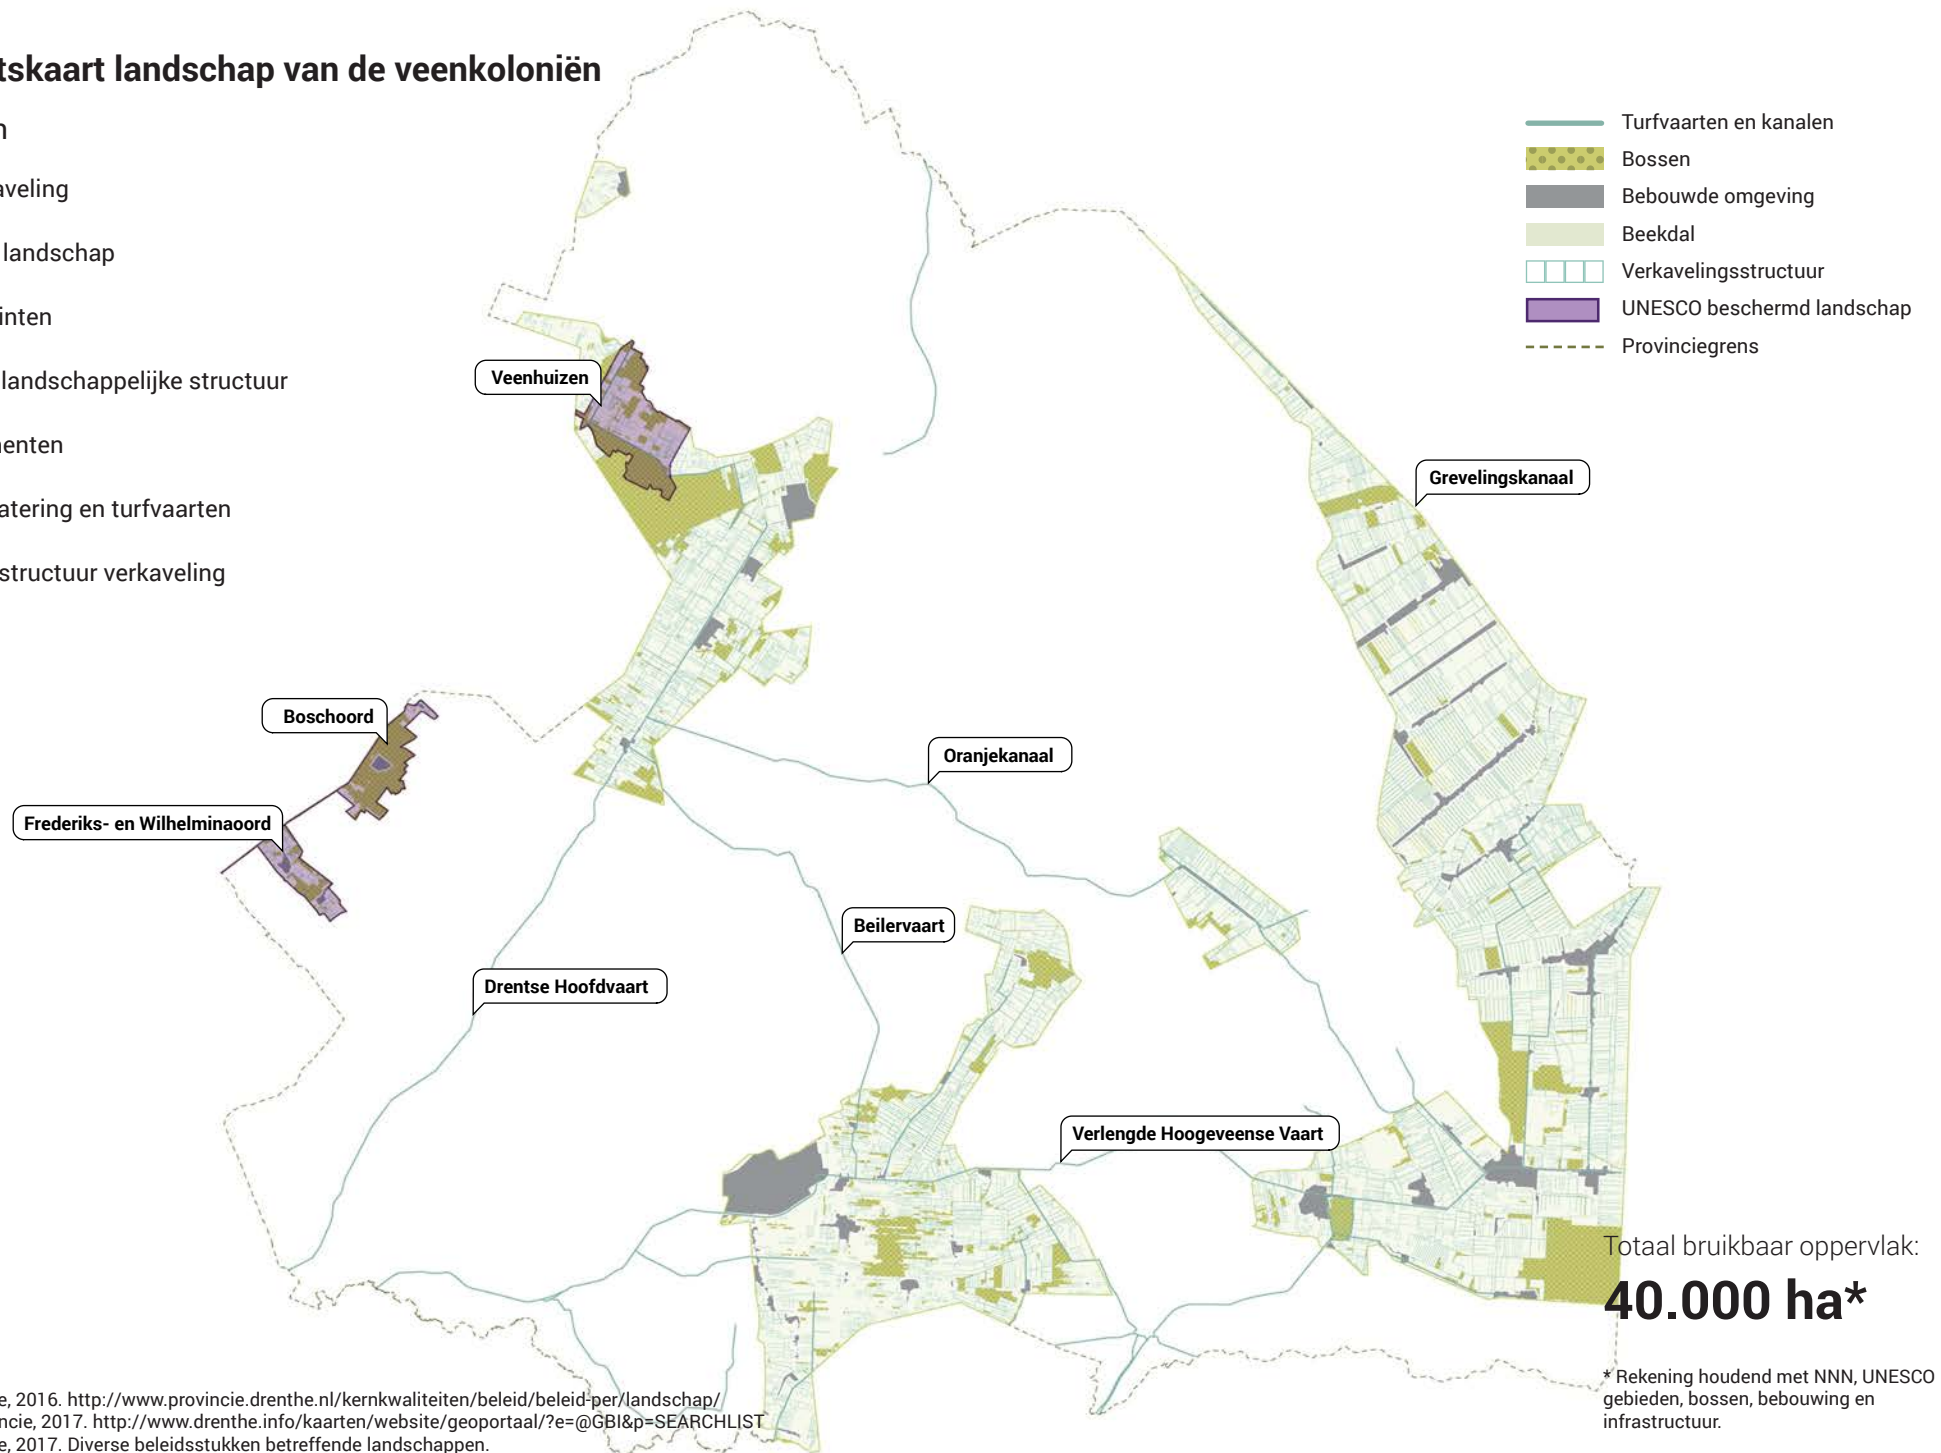 tskaart landschap van de veenkoloniën
n
aveling
landschap
inten
landschappelijke structuur
nenten
atering en turfvaarten
structuur verkaveling
Turfvaarten en kanalen
Bossen
Bebouwde omgeving
Beekdal
Verkavelingsstructuur
UNESCO beschermd landschap
Provinciegrens
Veenhuizen
Grevelingskanaal
Boschoord
Oranjekanaal
Frederiks- en Wilhelminaoord
Beilervaart
Drentse Hoofdvaart
Verlengde Hoogeveense Vaart
Totaal bruikbaar oppervlak:
40.000 ha*
* Rekening houdend met NNN, UNESCO
gebieden, bossen, bebouwing en
infrastructuur.
e, 2016. http://www.provincie.drenthe.nl/kernkwaliteiten/beleid/beleid-per/landschap/
ncie, 2017. http://www.drenthe.info/kaarten/website/geoportaal/?e=@GBI&p=SEARCHLIST
e, 2017. Diverse beleidsstukken betreffende landschappen.